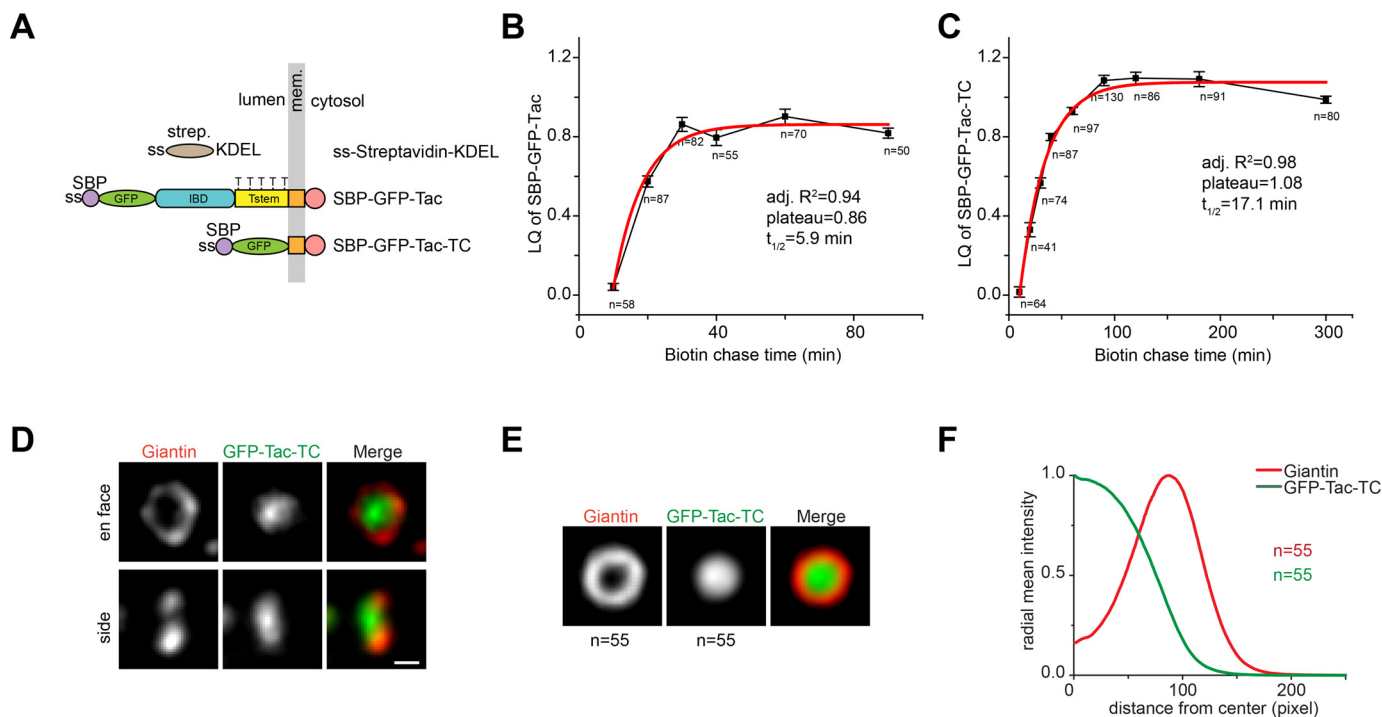 A
lumen
mem.
cytosol
strep.
ss KDEL
ss-Streptavidin-KDEL
SBP
T T T T T
ss GFP IBD Tstem SBP-GFP-Tac
SBP
ss GFP SBP-GFP-Tac-TC
B
LQ of SBP-GFP-Tac
1.2
0.8
0.4
0.0
n=58
n=87
n=82
n=55
n=70
n=50
adj. R²=0.94
plateau=0.86
t1/2=5.9 min
0 40 80
Biotin chase time (min)
C
LQ of SBP-GFP-Tac-TC
1.2
0.8
0.4
0.0
n=64
n=41
n=74
n=87
n=97
n=130
n=86
n=91
n=80
adj. R²=0.98
plateau=1.08
t1/2=17.1 min
0 100 200 300
Biotin chase time (min)
D
Giantin GFP-Tac-TC Merge
en face
side
E
Giantin GFP-Tac-TC Merge
n=55 n=55
F
radial mean intensity
1.0
0.5
0.0
Giantin
GFP-Tac-TC
n=55
n=55
0 100 200
distance from center (pixel)